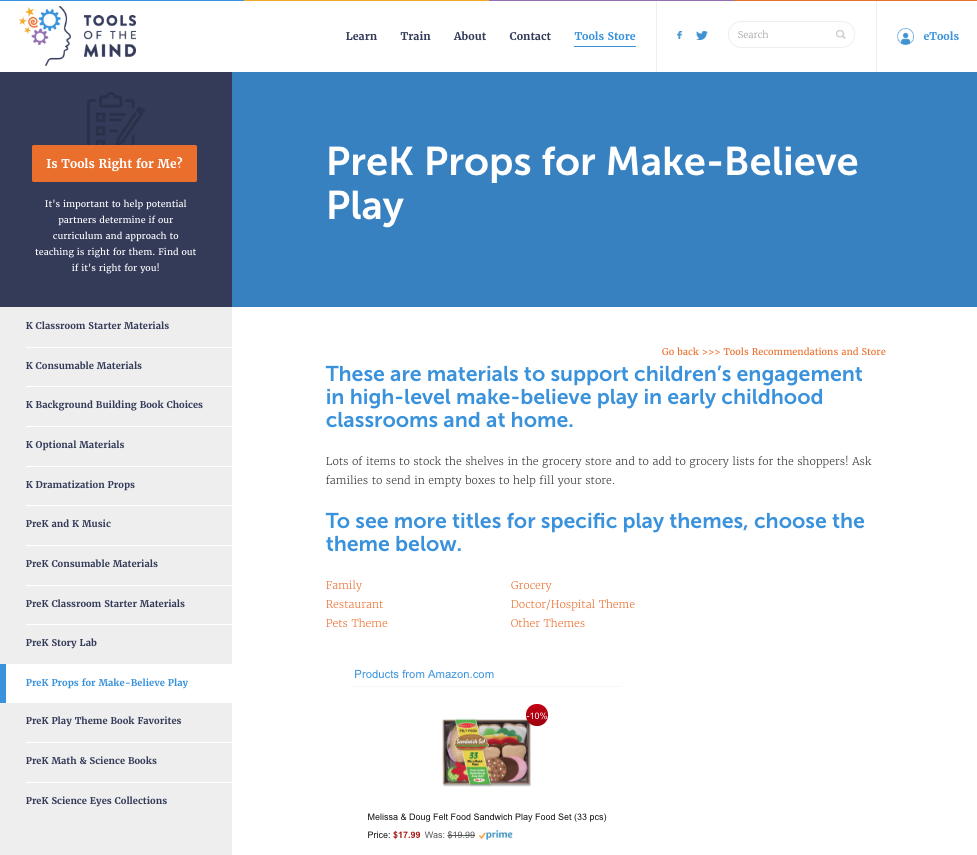 TOOLS
OF THE
MIND
Learn Train About Contact Tools Store
Search
eTools
Is Tools Right for Me?
It's important to help potential
partners determine if our
curriculum and approach to
teaching is right for them. Find out
if it's right for you!
PreK Props for Make-Believe
Play
K Classroom Starter Materials
K Consumable Materials
K Background Building Book Choices
K Optional Materials
K Dramatization Props
PreK and K Music
PreK Consumable Materials
PreK Classroom Starter Materials
PreK Story Lab
PreK Props for Make-Believe Play
PreK Play Theme Book Favorites
PreK Math & Science Books
PreK Science Eyes Collections
Go back >>> Tools Recommendations and Store
These are materials to support children’s engagement
in high-level make-believe play in early childhood
classrooms and at home.
Lots of items to stock the shelves in the grocery store and to add to grocery lists for the shoppers! Ask
families to send in empty boxes to help fill your store.
To see more titles for specific play themes, choose the
theme below.
Family Grocery
Restaurant Doctor/Hospital Theme
Pets Theme Other Themes
Products from Amazon.com
-10%
Sandwich Set
33
Melissa & Doug Felt Food Sandwich Play Food Set (33 pcs)
Price: $17.99 Was: $19.99 prime